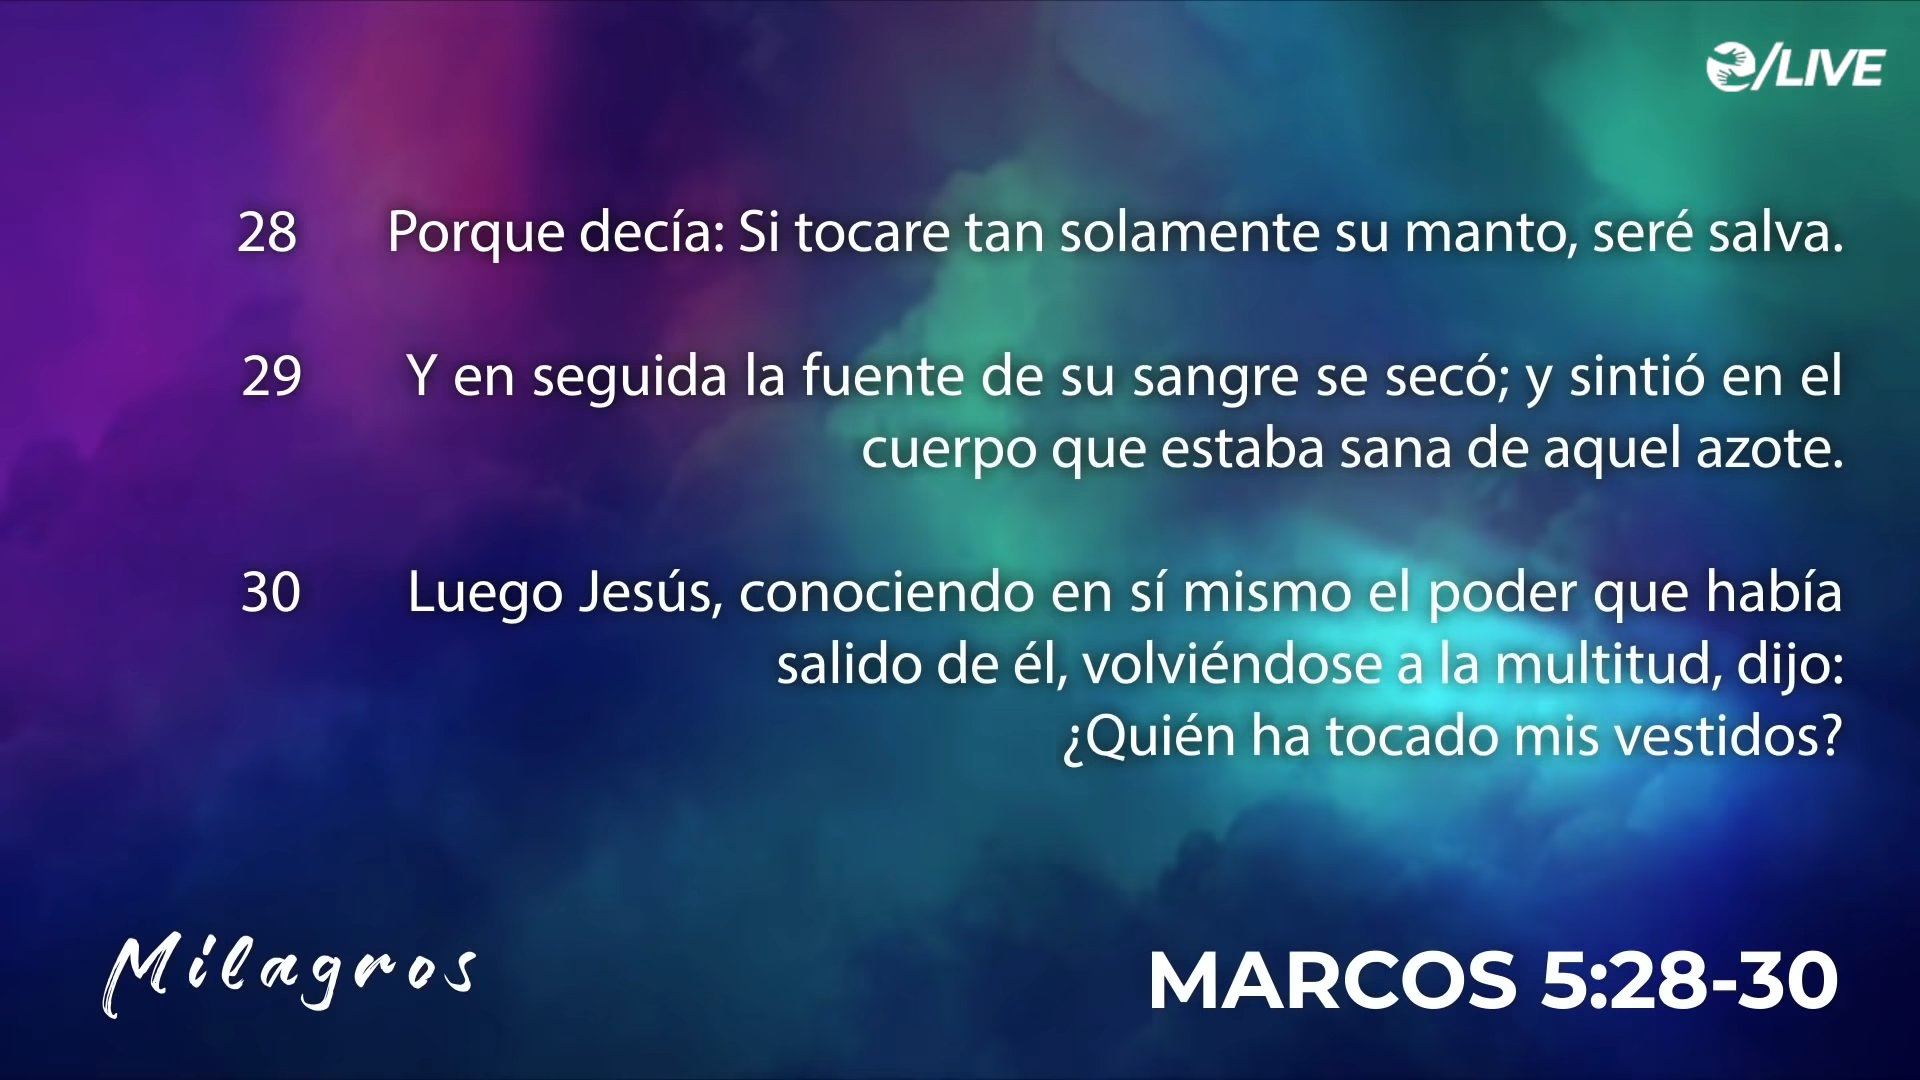 /LIVE
28 Porque decía: Si tocare tan solamente su manto, seré salva.
29 Y en seguida la fuente de su sangre se secó; y sintió en el
cuerpo que estaba sana de aquel azote.
30 Luego Jesús, conociendo en sí mismo el poder que había
salido de él, volviéndose a la multitud, dijo:
¿Quién ha tocado mis vestidos?
Milagros
MARCOS 5:28-30